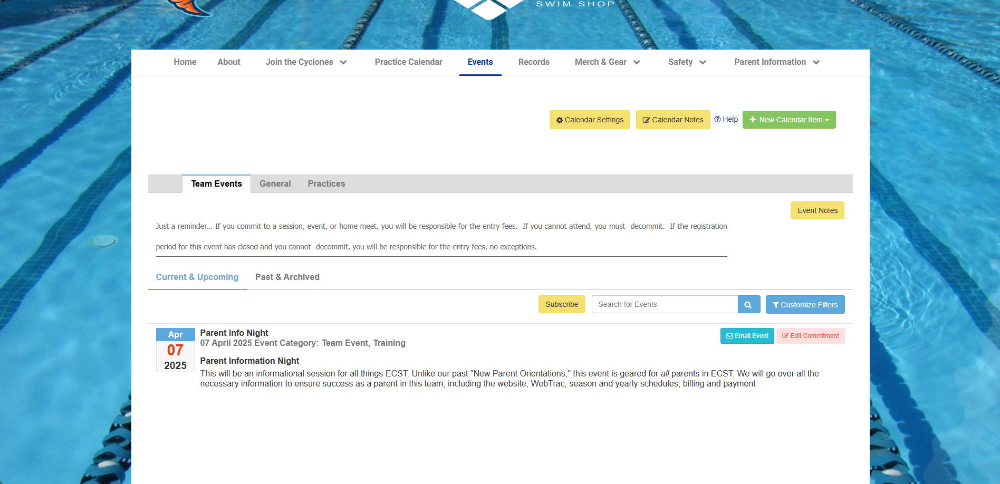 SWIM SHOP
Home About Join the Cyclones Practice Calendar Events Records Merch & Gear Safety Parent Information
Calendar Settings Calendar Notes Help New Calendar Item
Team Events General Practices
Event Notes
Just a reminder... If you commit to a session, event, or home meet, you will be responsible for the entry fees. If you cannot attend, you must decommit. If the registration
period for this event has closed and you cannot decommit, you will be responsible for the entry fees, no exceptions.
Current & Upcoming Past & Archived
Subscribe Search for Events Customize Filters
Apr
07
2025
Parent Info Night
07 April 2025 Event Category: Team Event, Training
Email Event Edit Commitment
Parent Information Night
This will be an informational session for all things ECST. Unlike our past "New Parent Orientations," this event is geared for all parents in ECST. We will go over all the
necessary information to ensure success as a parent in this team, including the website, WebTrac, season and yearly schedules, billing and payment